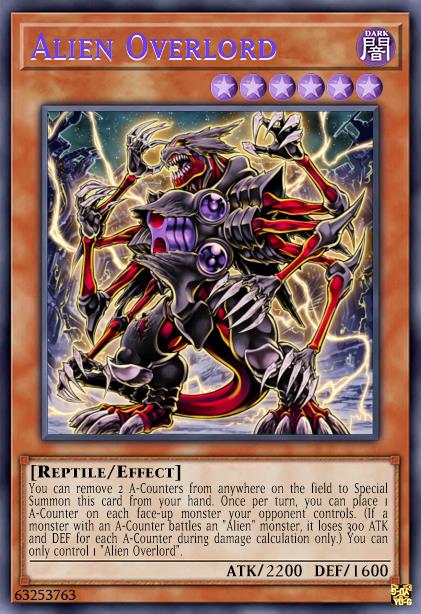 ALIEN OVERLORD
DARK
闇
[REPTILE/EFFECT]
You can remove 2 A-Counters from anywhere on the field to Special
Summon this card from your hand. Once per turn, you can place 1
A-Counter on each face-up monster your opponent controls. (If a
monster with an A-Counter battles an "Alien" monster, it loses 300 ATK
and DEF for each A-Counter during damage calculation only.) You can
only control 1 "Alien Overlord".
ATK/2200 DEF/1600
63253763